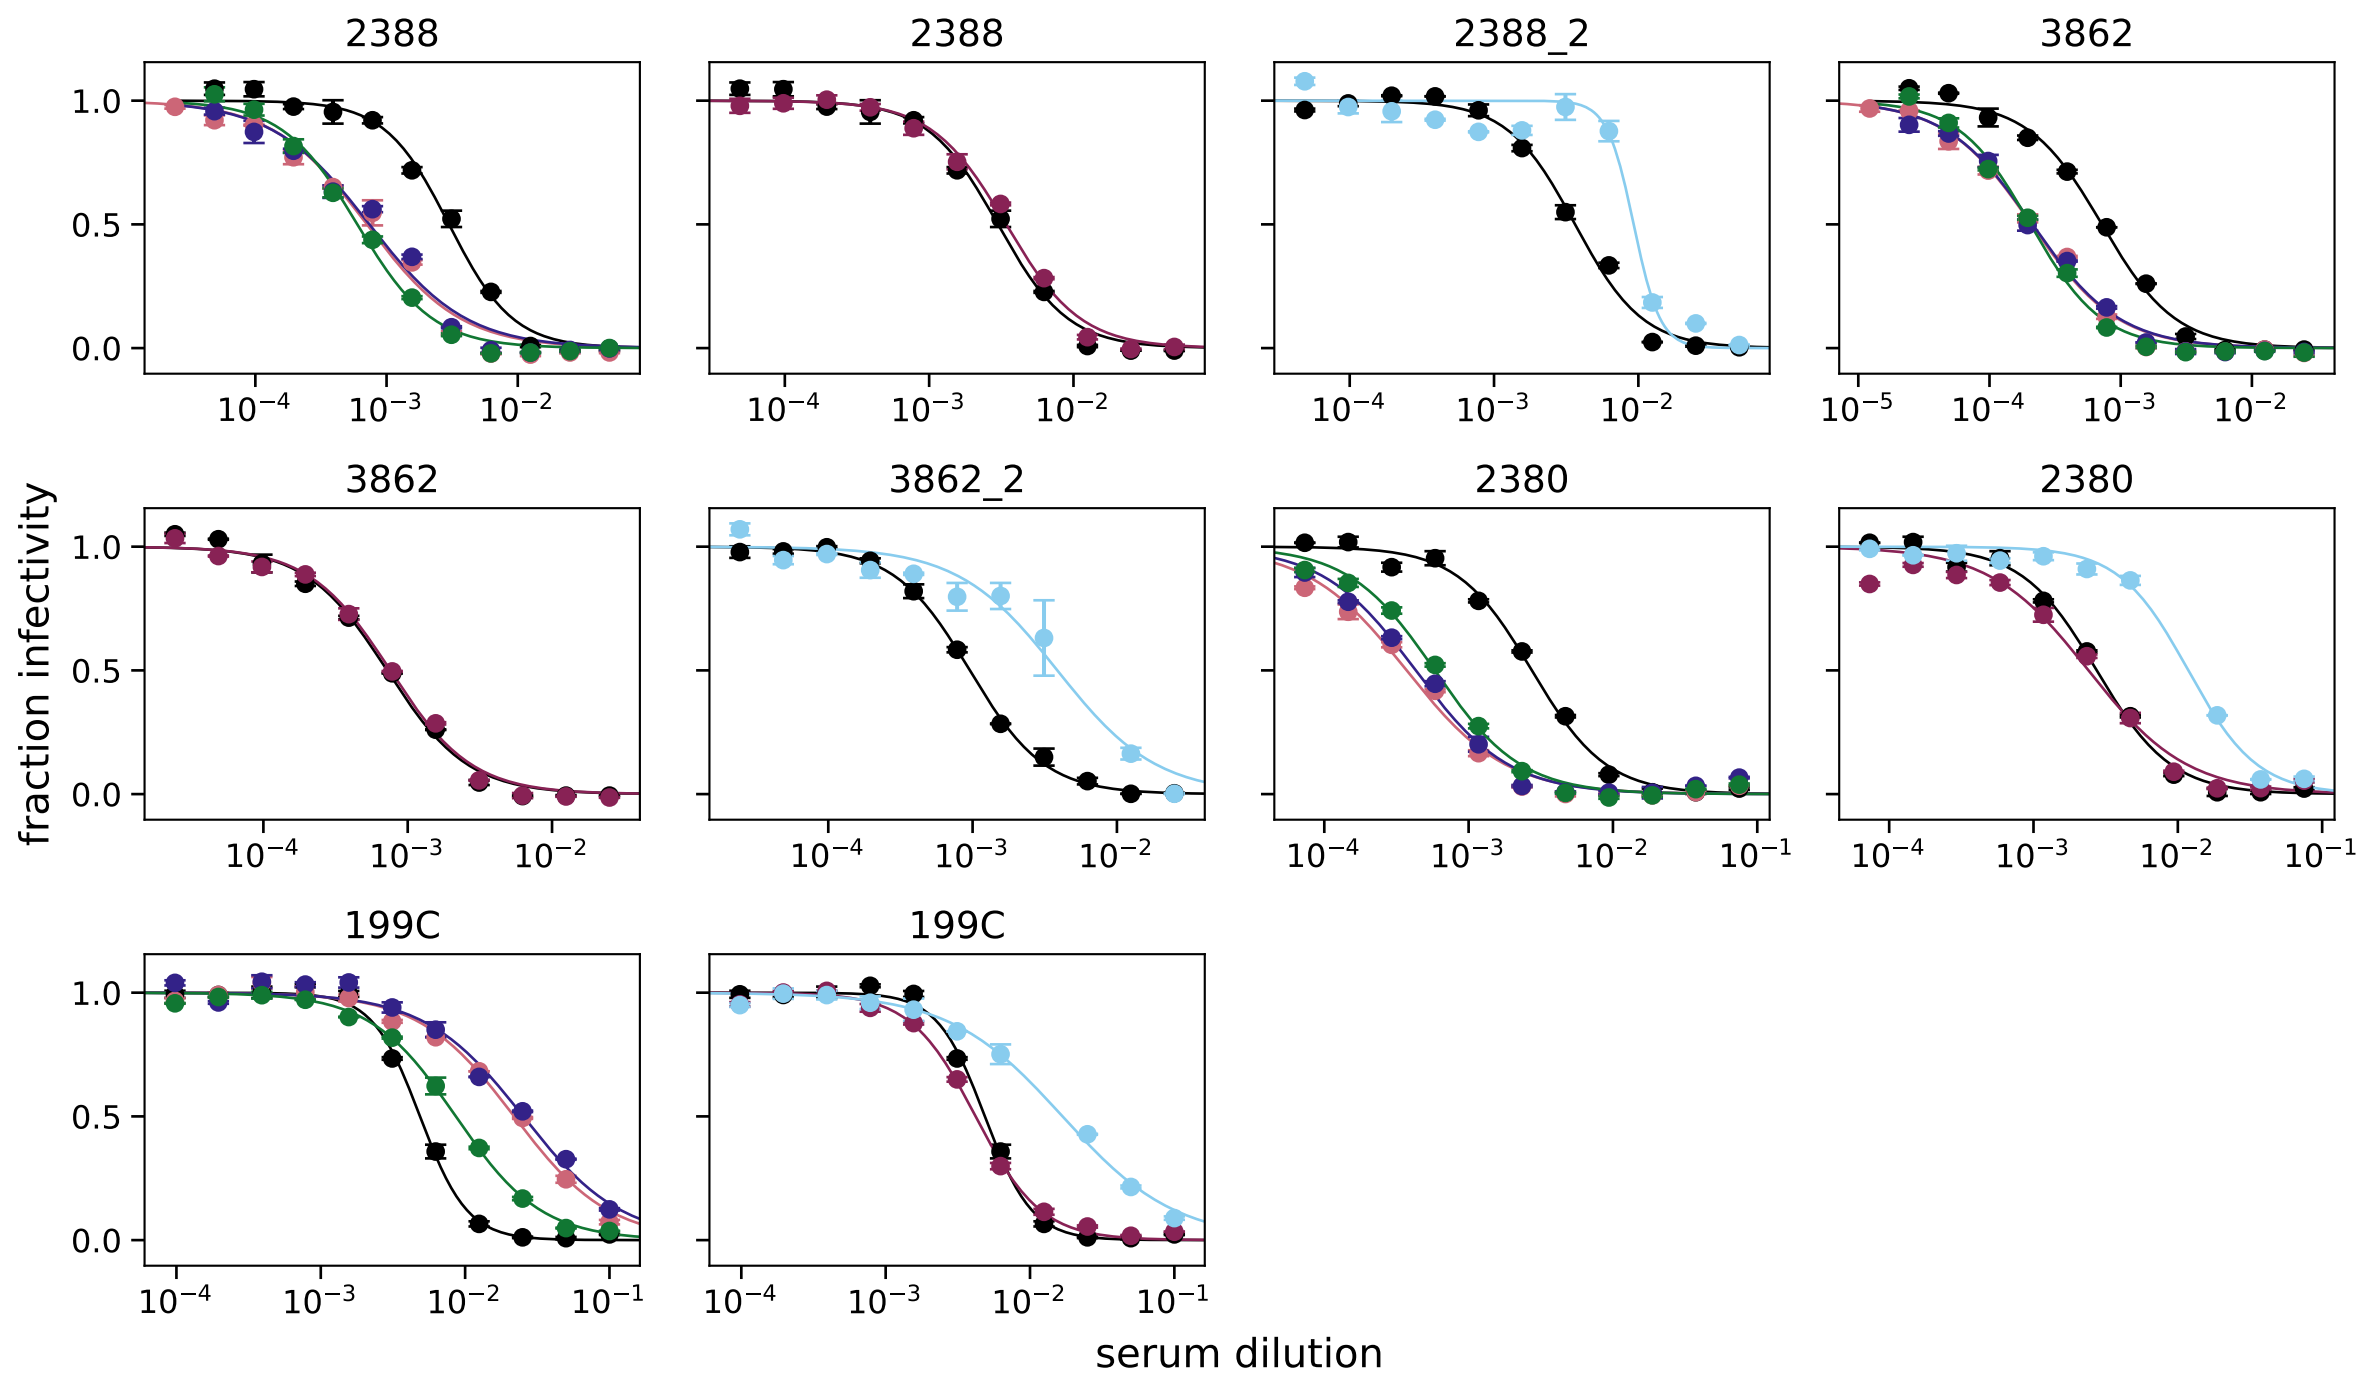 2388 2388 2388_2 3862
1.0
0.5
0.0
10⁻⁴ 10⁻³ 10⁻² 10⁻⁴ 10⁻³ 10⁻² 10⁻⁴ 10⁻³ 10⁻² 10⁻⁵ 10⁻⁴ 10⁻³ 10⁻²
3862 3862_2 2380 2380
fraction infectivity
1.0
0.5
0.0
10⁻⁴ 10⁻³ 10⁻² 10⁻⁴ 10⁻³ 10⁻² 10⁻⁴ 10⁻³ 10⁻² 10⁻¹ 10⁻⁴ 10⁻³ 10⁻² 10⁻¹
199C 199C
1.0
0.5
0.0
10⁻⁴ 10⁻³ 10⁻² 10⁻¹ 10⁻⁴ 10⁻³ 10⁻² 10⁻¹
serum dilution